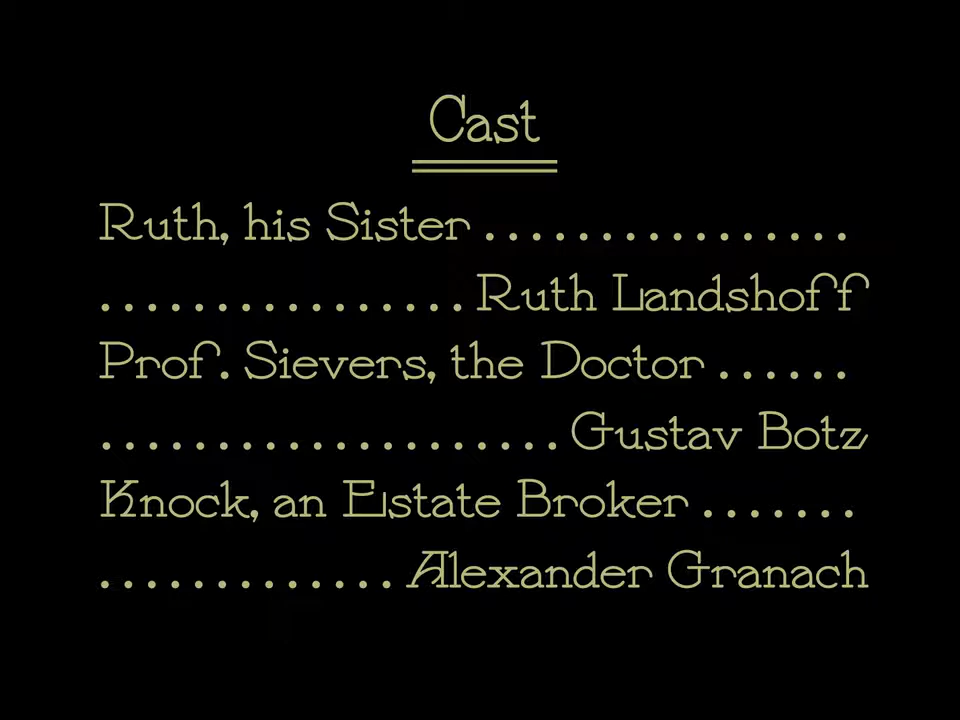 Cast
Ruth, his Sister . . . . . . . . . . . . . . . .
. . . . . . . . . . . . . . . . Ruth Landshoff
Prof. Sievers, the Doctor . . . . . .
. . . . . . . . . . . . . . . . . . . . Gustav Botz
Knock, an Estate Broker . . . . . . .
. . . . . . . . . . . . . Alexander Granach